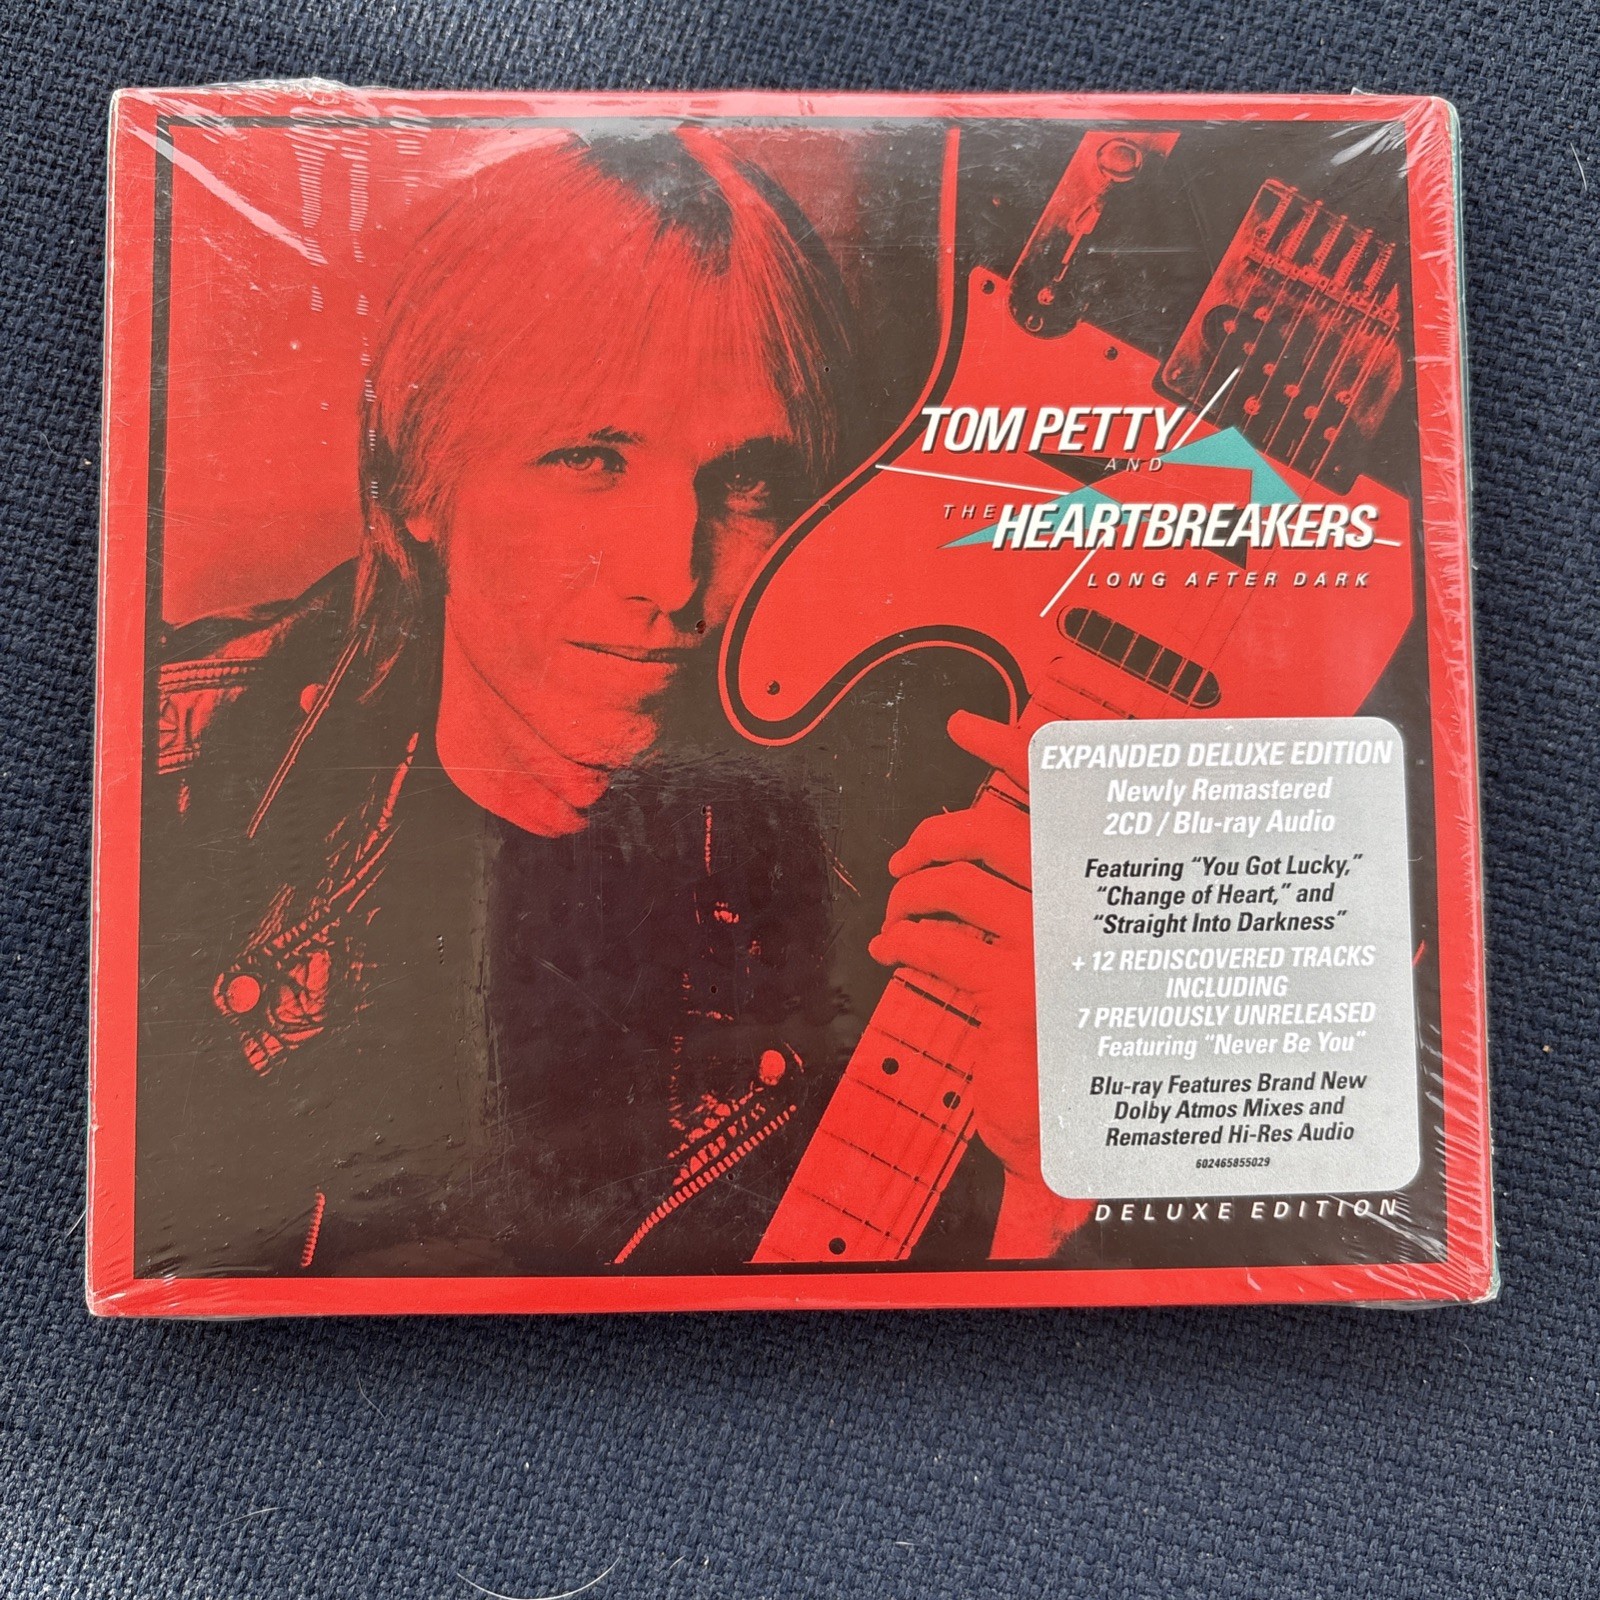 TOM PETTY
AND
THE HEARTBREAKERS
LONG AFTER DARK
EXPANDED DELUXE EDITION
Newly Remastered
2CD / Blu-ray Audio
Featuring "You Got Lucky,"
"Change of Heart," and
"Straight Into Darkness"
+ 12 REDISCOVERED TRACKS
INCLUDING
7 PREVIOUSLY UNRELEASED
Featuring "Never Be You"
Blu-ray Features Brand New
Dolby Atmos Mixes and
Remastered Hi-Res Audio
602465855029
DELUXE EDITION